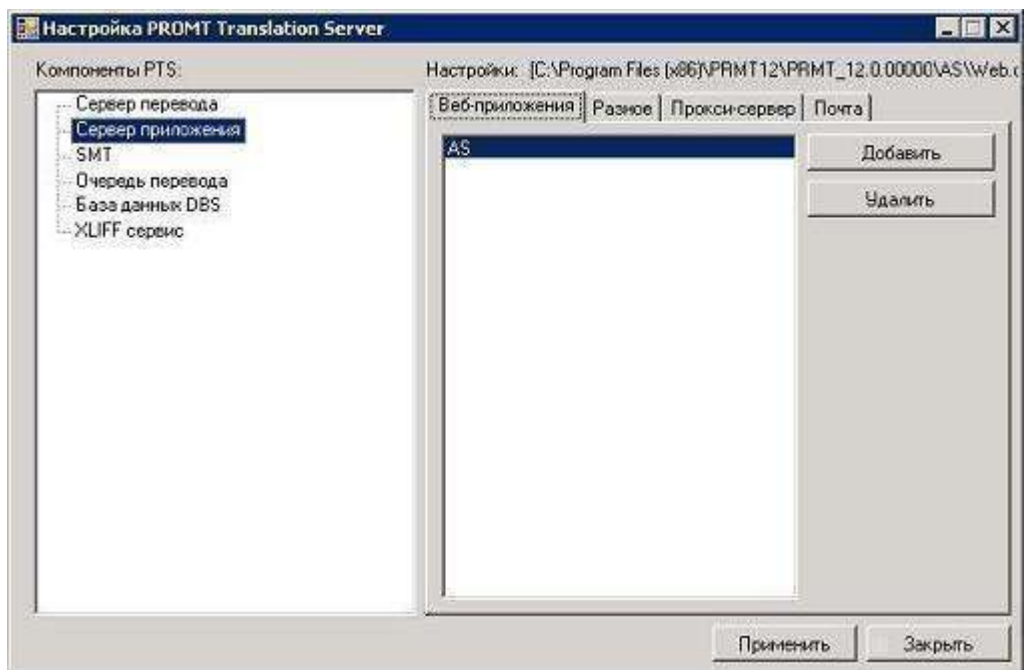 Настройка PROMT Translation Server
Компоненты PTS:
Сервер перевода
Сервер приложения
SMT
Очередь перевода
База данных DBS
XLIFF сервис
Настройки: [C:\Program Files (x86)\PRMT12\PRMT_12.0.00000\AS\Web.c
Веб-приложения Разное Прокси-сервер Почта
AS
Добавить
Удалить
Применить Закрыть